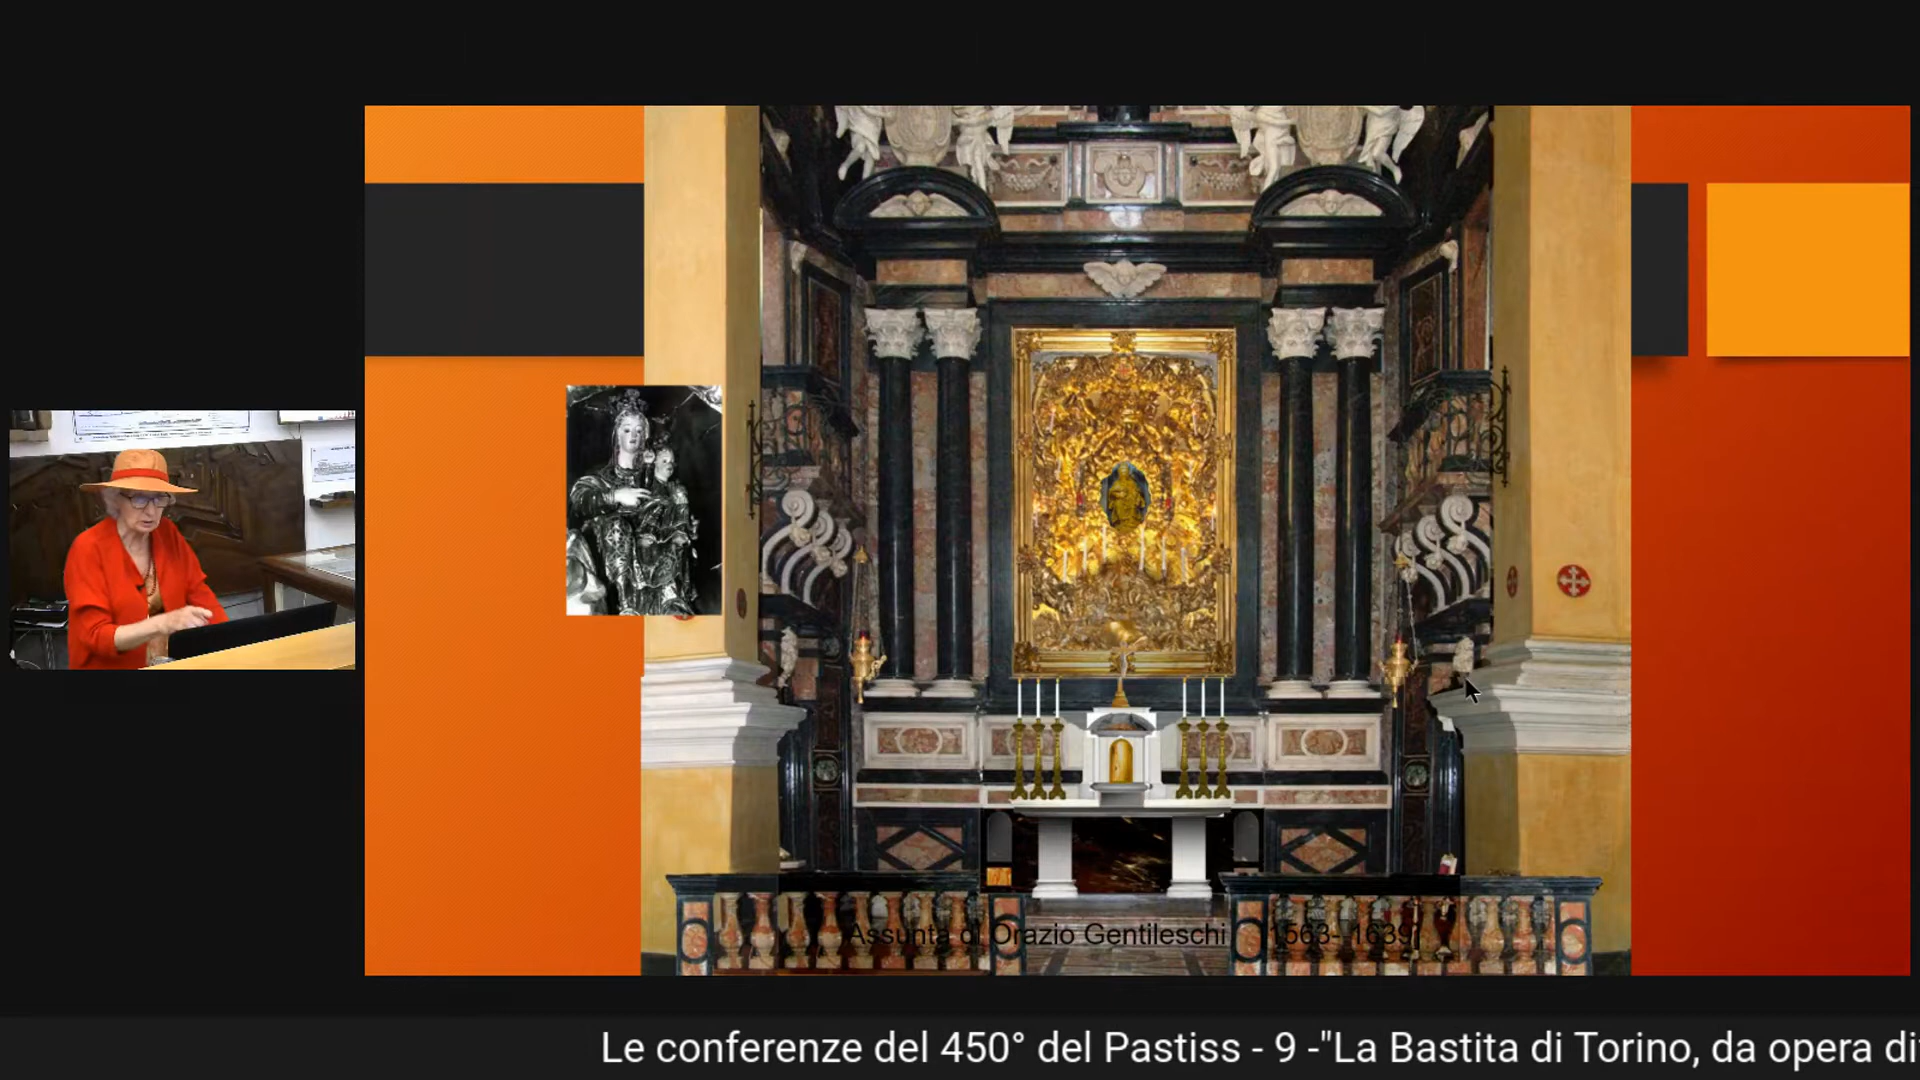 Assunta di Orazio Gentileschi [1563- 1639]
Le conferenze del 450° del Pastiss - 9 -"La Bastita di Torino, da opera di